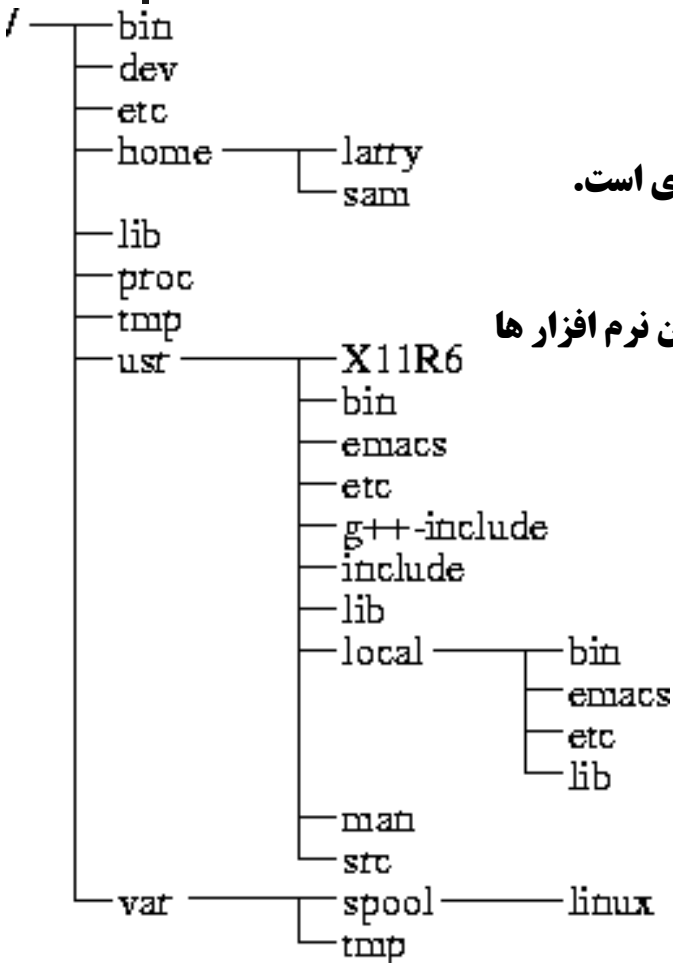 / bin
dev
etc
home larry
sam
ی است.
lib
proc
tmp
ن نرم افزار ها
usr X11R6
bin
emacs
etc
g++-include
include
lib
local bin
emacs
etc
lib
man
src
var spool linux
tmp